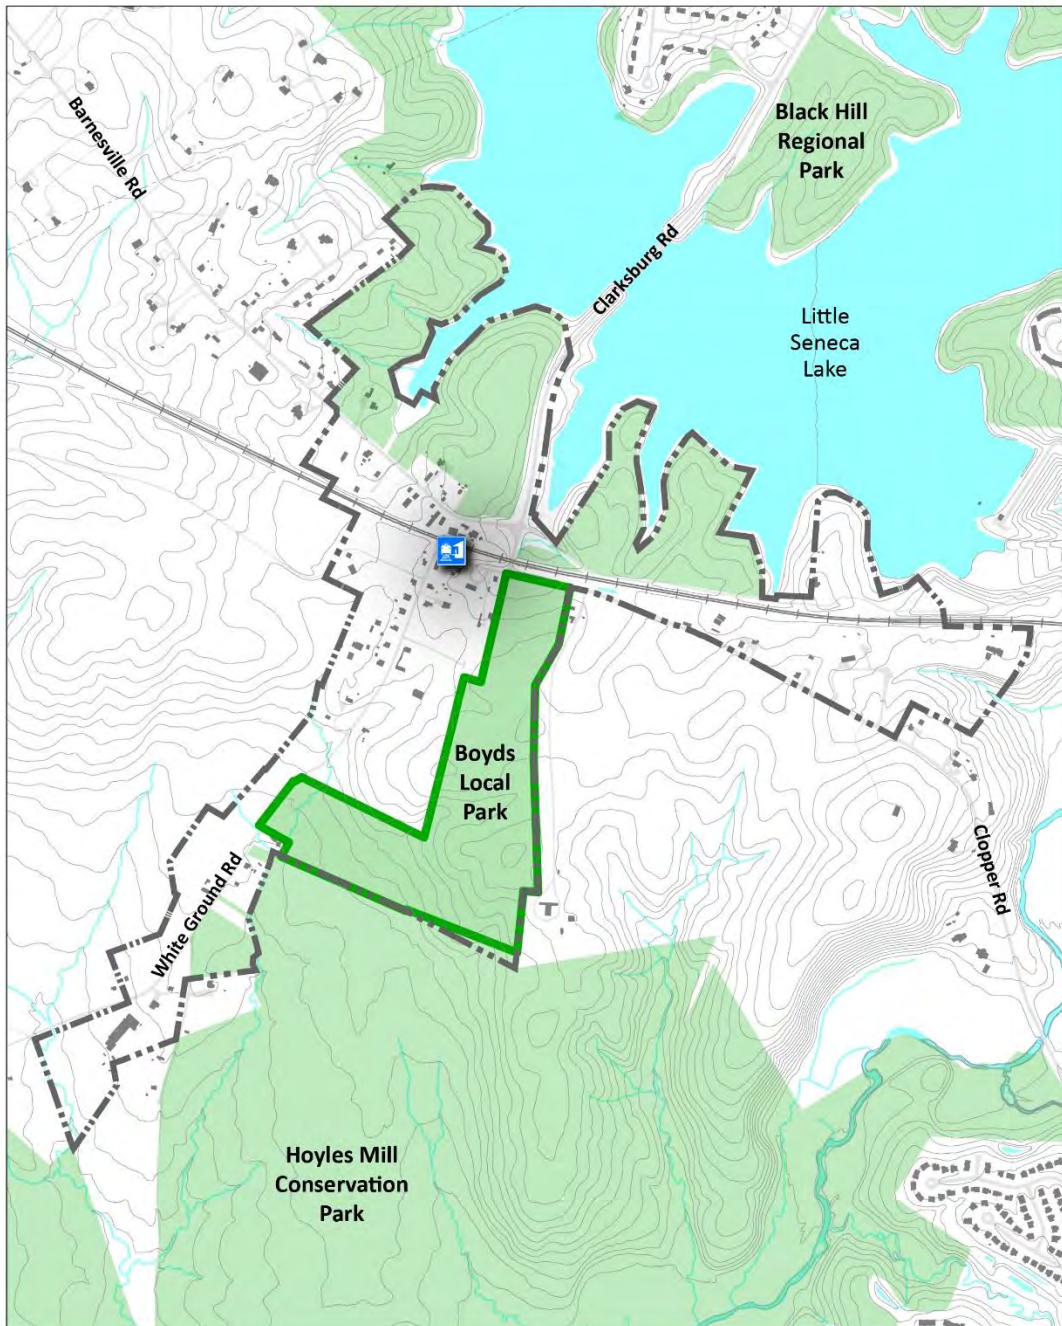 Barnesville Rd
Black Hill
Regional
Park
Clarksburg Rd
Little
Seneca
Lake
Boyds
Local
Park
White Ground Rd
Clopper Rd
Hoyles Mill
Conservation
Park